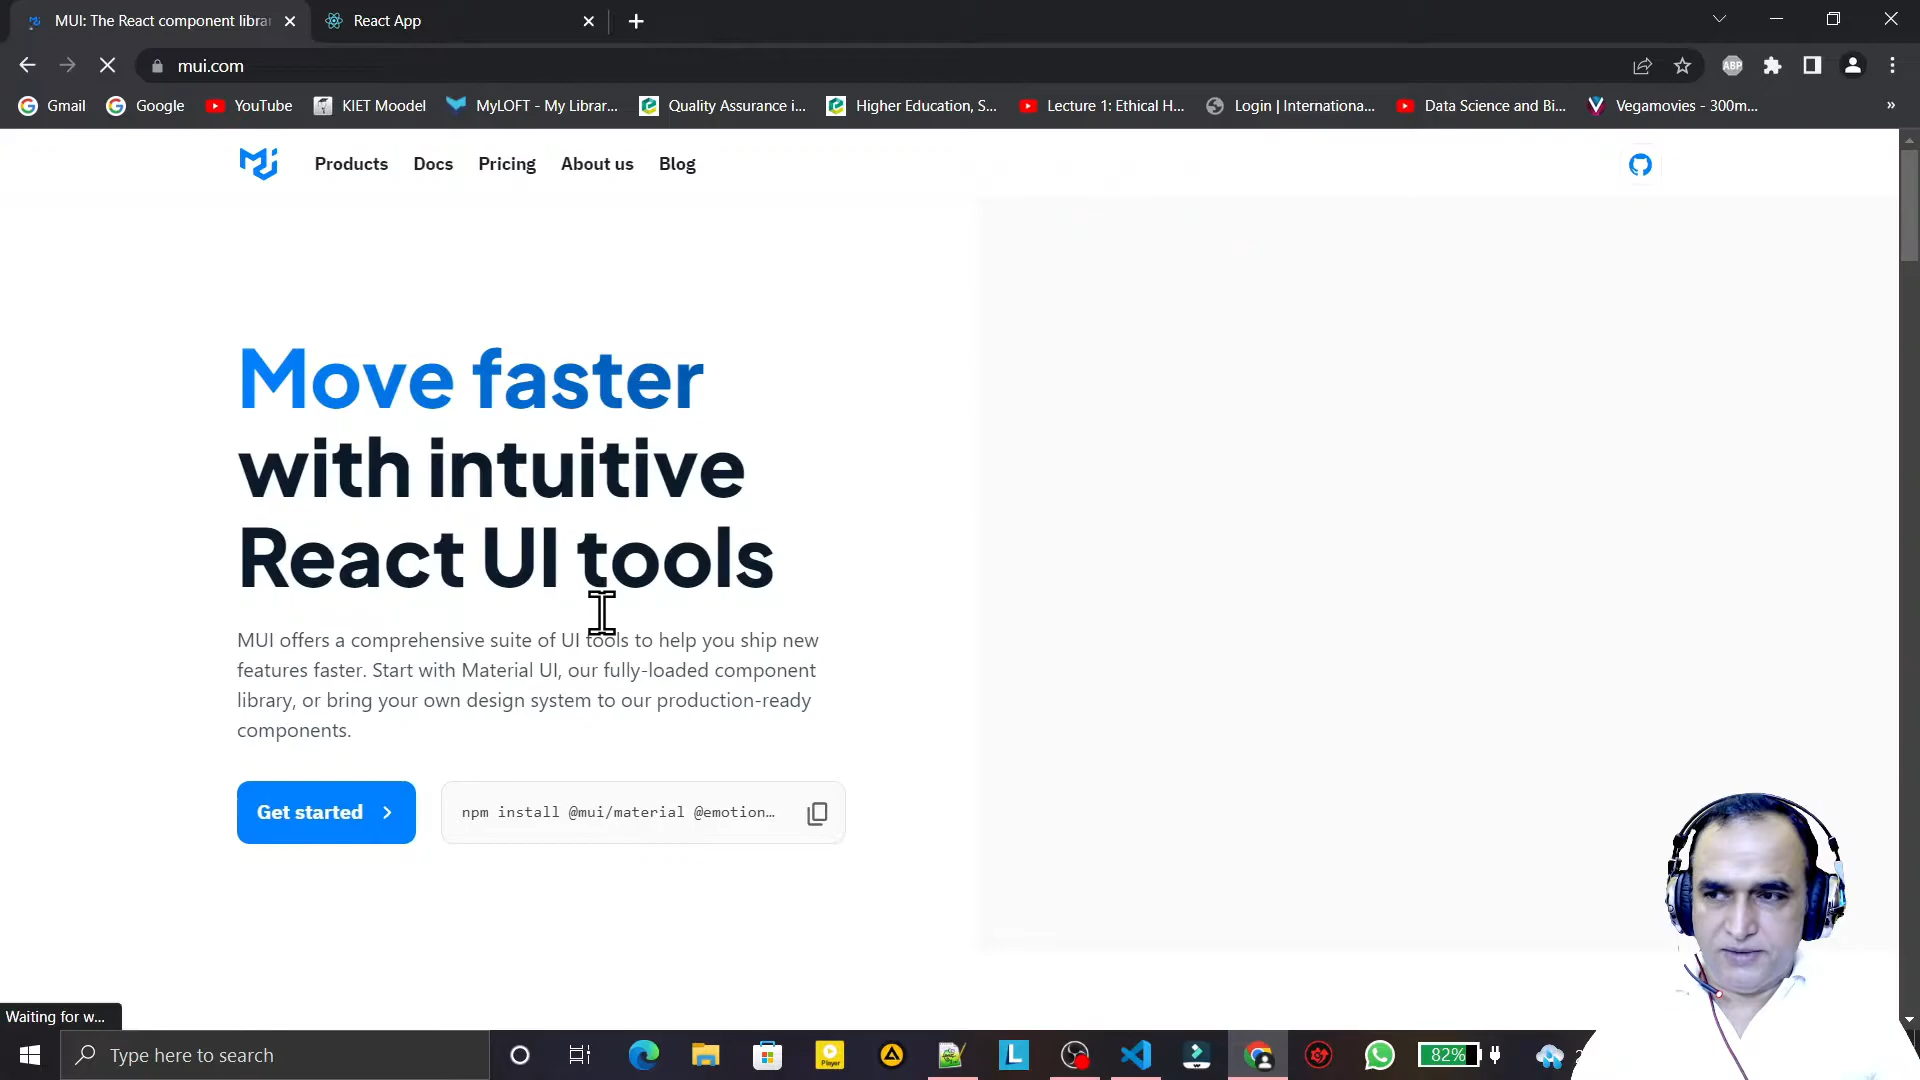 MUI: The React component libra
React App
mui.com
ABP
Gmail
Google
YouTube
KIET Moodel
MyLOFT - My Librar...
Quality Assurance i...
Higher Education, S...
Lecture 1: Ethical H...
Login | Internationa...
Data Science and Bi...
Vegamovies - 300m...
»
Products
Docs
Pricing
About us
Blog
Move faster
with intuitive
React UI tools
MUI offers a comprehensive suite of UI tools to help you ship new
features faster. Start with Material UI, our fully-loaded component
library, or bring your own design system to our production-ready
components.
Get started
npm install @mui/material @emotion…
Waiting for w...
Type here to search
Player
L
82%